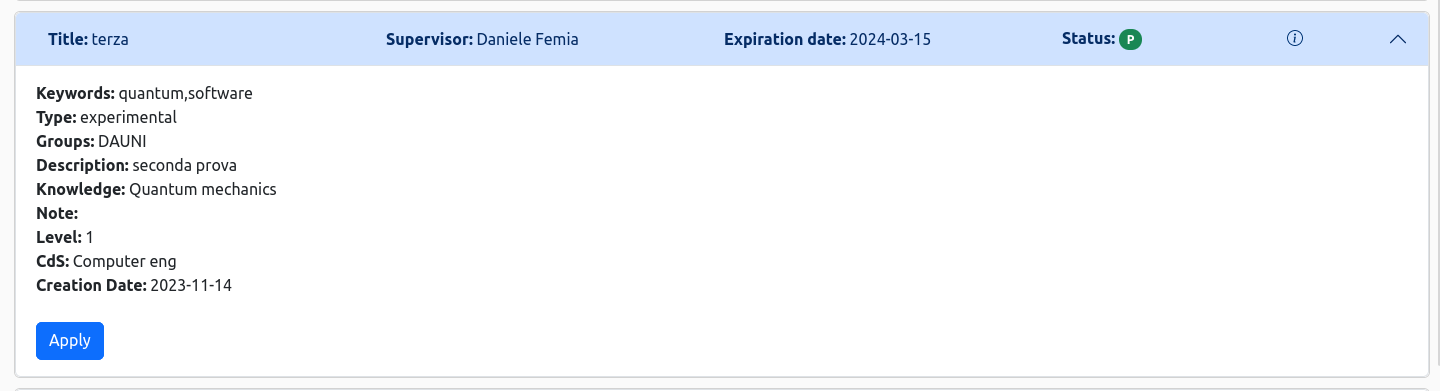 Title: terza Supervisor: Daniele Femia Expiration date: 2024-03-15 Status: P
Keywords: quantum,software
Type: experimental
Groups: DAUNI
Description: seconda prova
Knowledge: Quantum mechanics
Note:
Level: 1
CdS: Computer eng
Creation Date: 2023-11-14
Apply